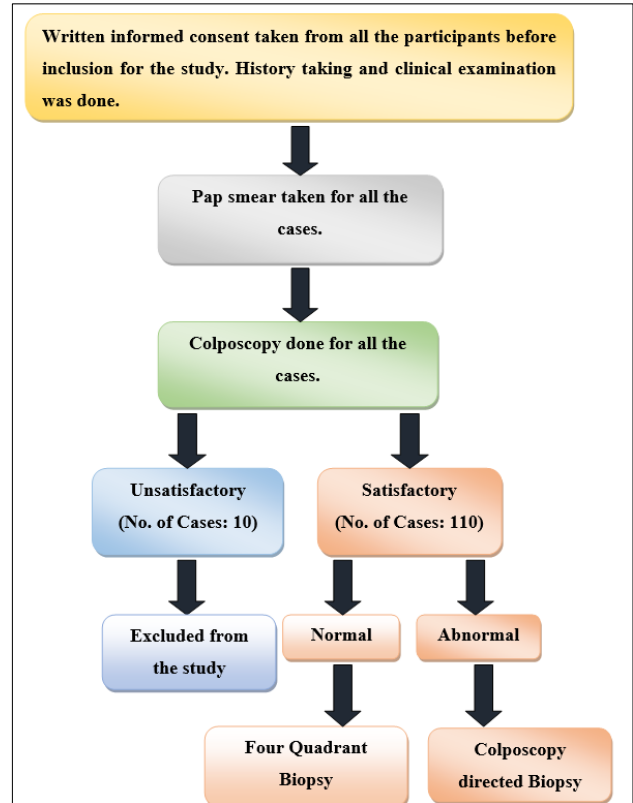 Written informed consent taken from all the participants before
inclusion for the study. History taking and clinical examination
was done.
Pap smear taken for all the
cases.
Colposcopy done for all the
cases.
Unsatisfactory
(No. of Cases: 10)
Satisfactory
(No. of Cases: 110)
Excluded from
the study
Normal
Abnormal
Four Quadrant
Biopsy
Colposcopy
directed Biopsy